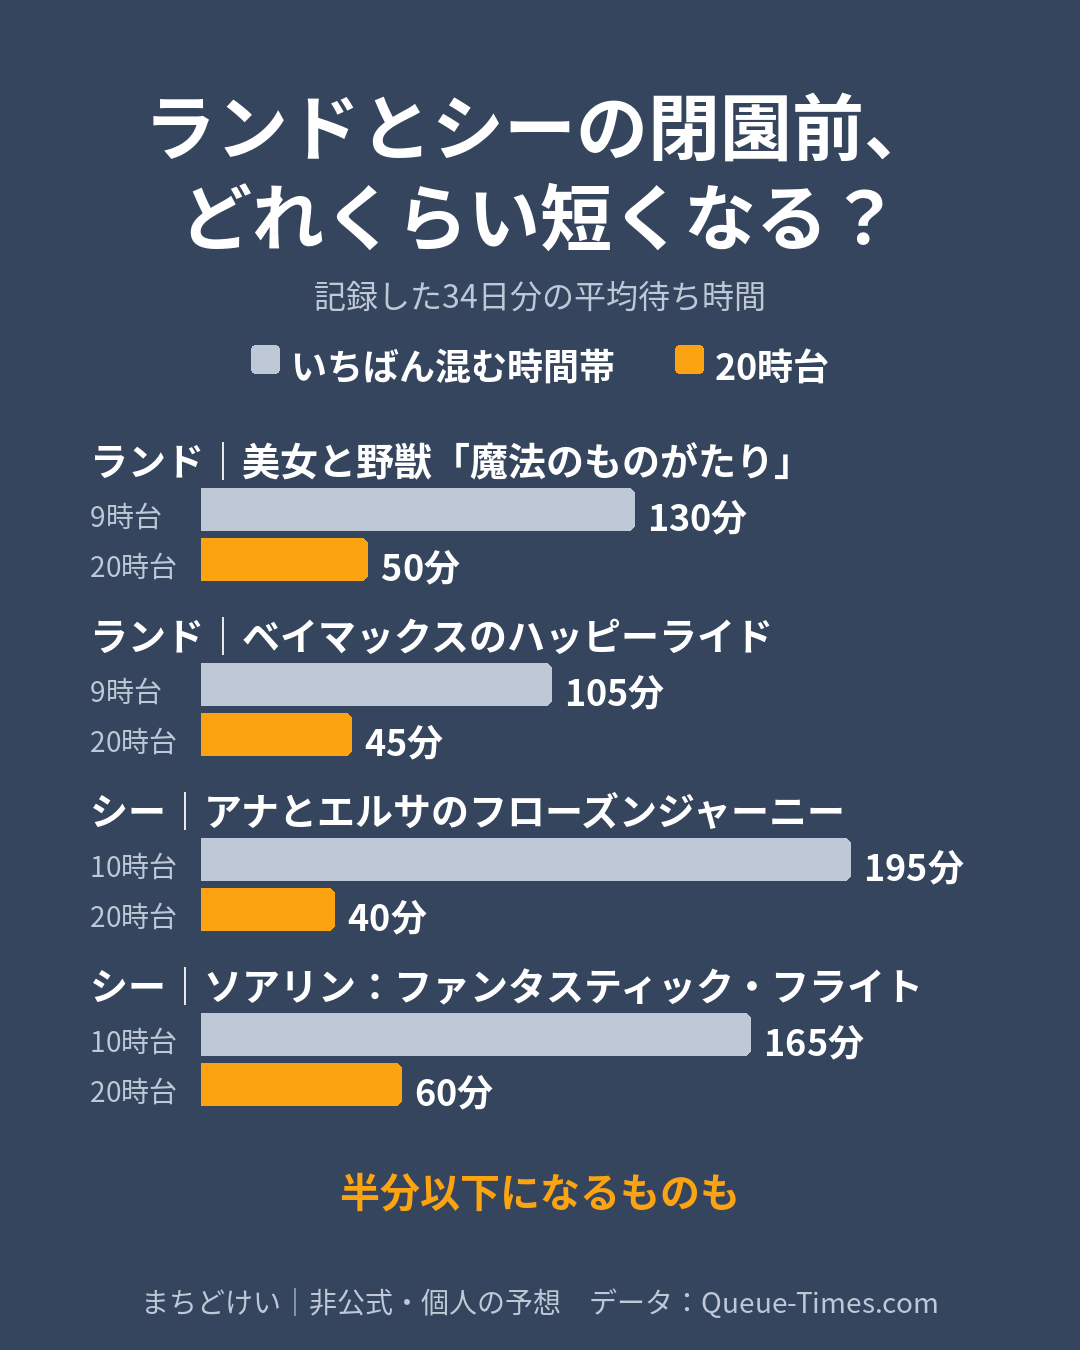 ランドとシーの閉園前、
どれくらい短くなる？
記録した34日分の平均待ち時間
いちばん混む時間帯 20時台
ランド｜美女と野獣「魔法のものがたり」
9時台 130分
20時台 50分
ランド｜ベイマックスのハッピーライド
9時台 105分
20時台 45分
シー｜アナとエルサのフローズンジャーニー
10時台 195分
20時台 40分
シー｜ソアリン：ファンタスティック・フライト
10時台 165分
20時台 60分
半分以下になるものも
まちどけい｜非公式・個人の予想　データ：Queue-Times.com